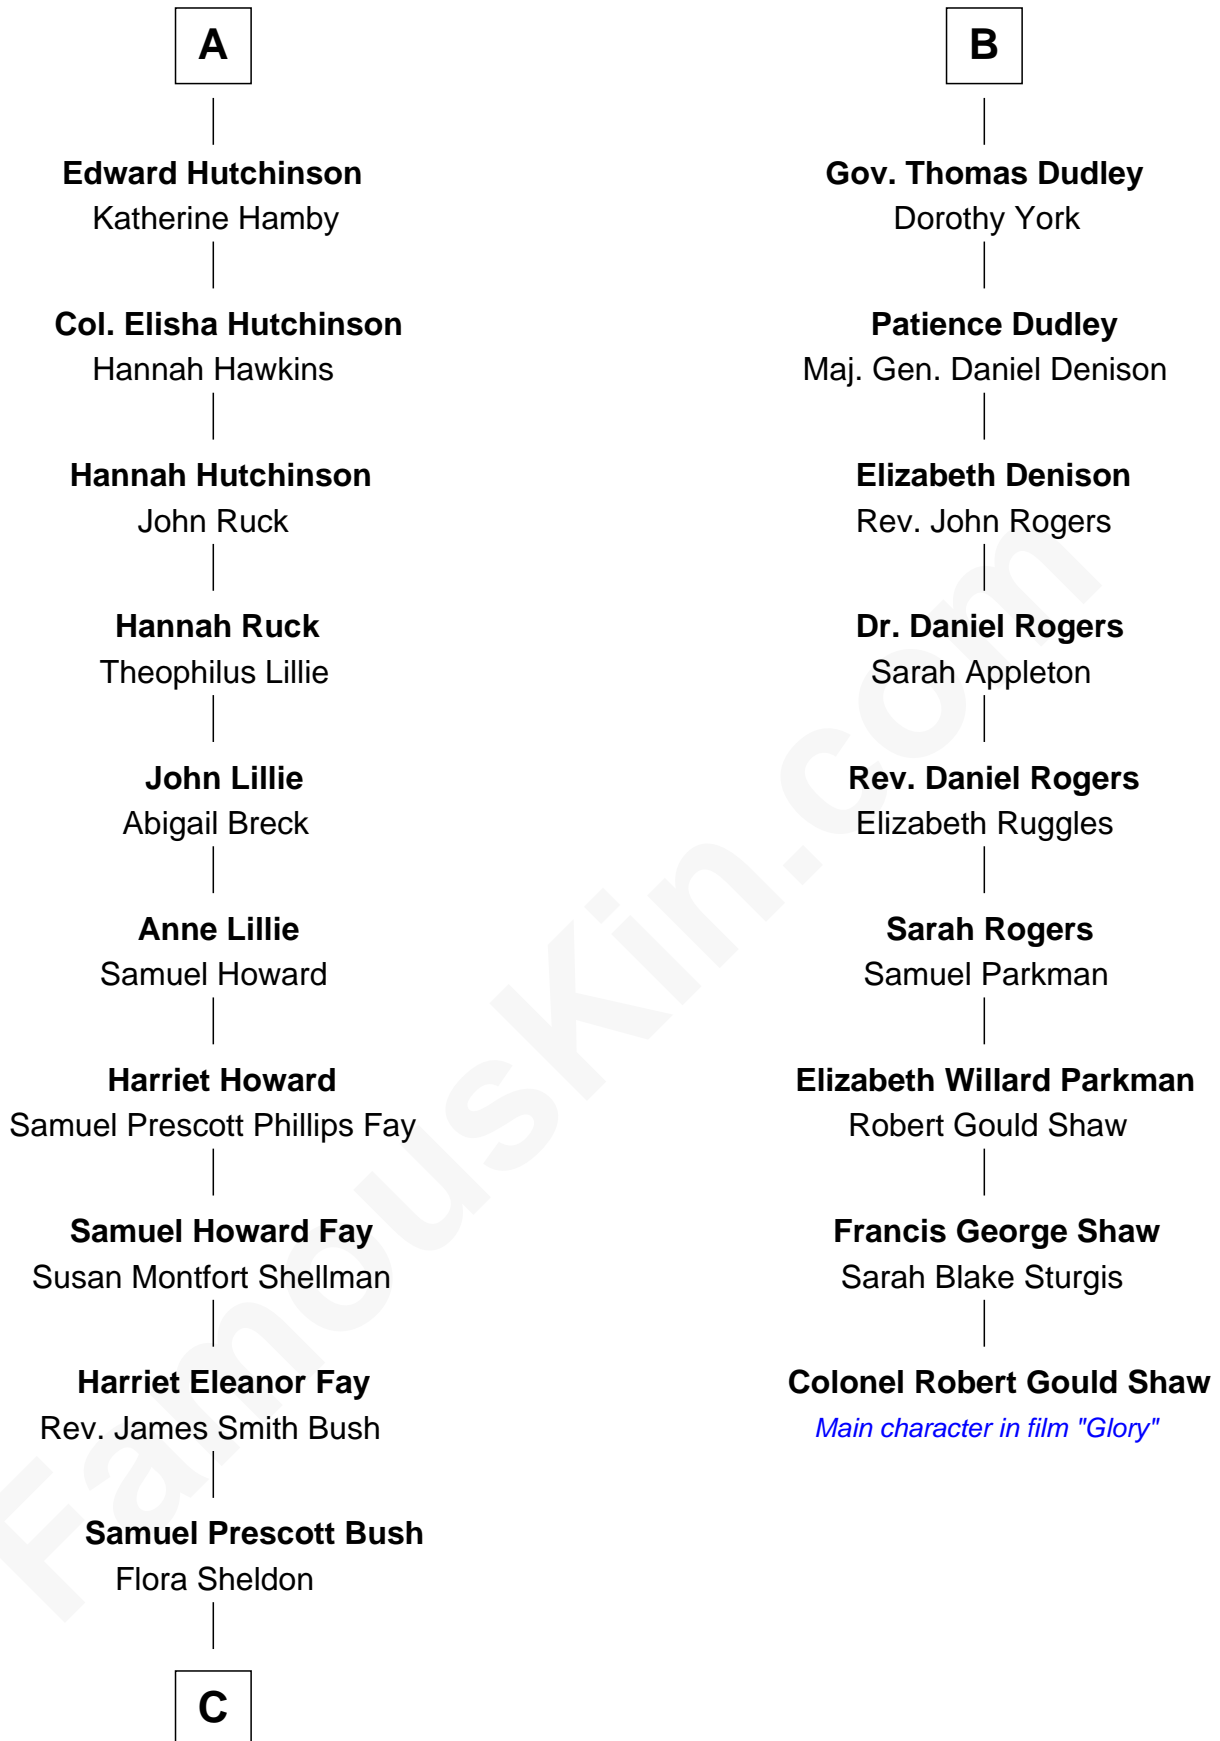 A
Edward Hutchinson
Katherine Hamby
Col. Elisha Hutchinson
Hannah Hawkins
Hannah Hutchinson
John Ruck
Hannah Ruck
Theophilus Lillie
John Lillie
Abigail Breck
Anne Lillie
Samuel Howard
Harriet Howard
Samuel Prescott Phillips Fay
Samuel Howard Fay
Susan Montfort Shellman
Harriet Eleanor Fay
Rev. James Smith Bush
Samuel Prescott Bush
Flora Sheldon
C
B
Gov. Thomas Dudley
Dorothy York
Patience Dudley
Maj. Gen. Daniel Denison
Elizabeth Denison
Rev. John Rogers
Dr. Daniel Rogers
Sarah Appleton
Rev. Daniel Rogers
Elizabeth Ruggles
Sarah Rogers
Samuel Parkman
Elizabeth Willard Parkman
Robert Gould Shaw
Francis George Shaw
Sarah Blake Sturgis
Colonel Robert Gould Shaw
Main character in film "Glory"
FamousKin.com